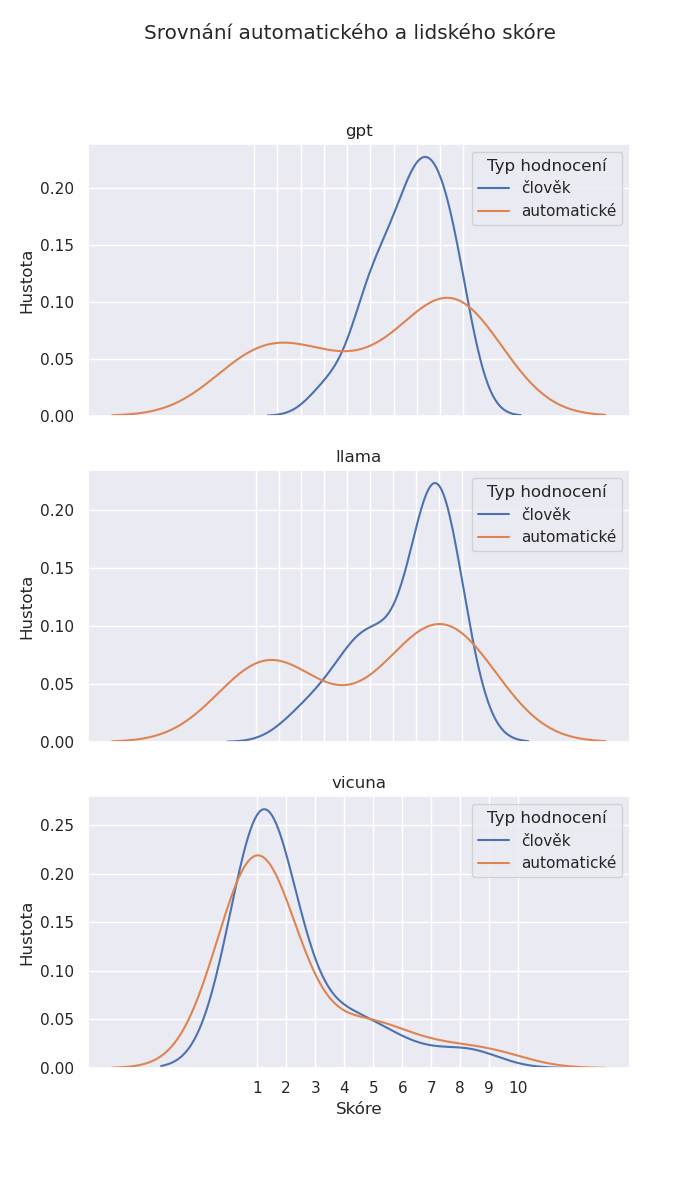 Srovnání automatického a lidského skóre
gpt
Typ hodnocení
člověk
automatické
0.20
0.15
0.10
0.05
0.00
Hustota
llama
Typ hodnocení
člověk
automatické
0.20
0.15
0.10
0.05
0.00
Hustota
vicuna
Typ hodnocení
člověk
automatické
0.25
0.20
0.15
0.10
0.05
0.00
Hustota
1 2 3 4 5 6 7 8 9 10
Skóre